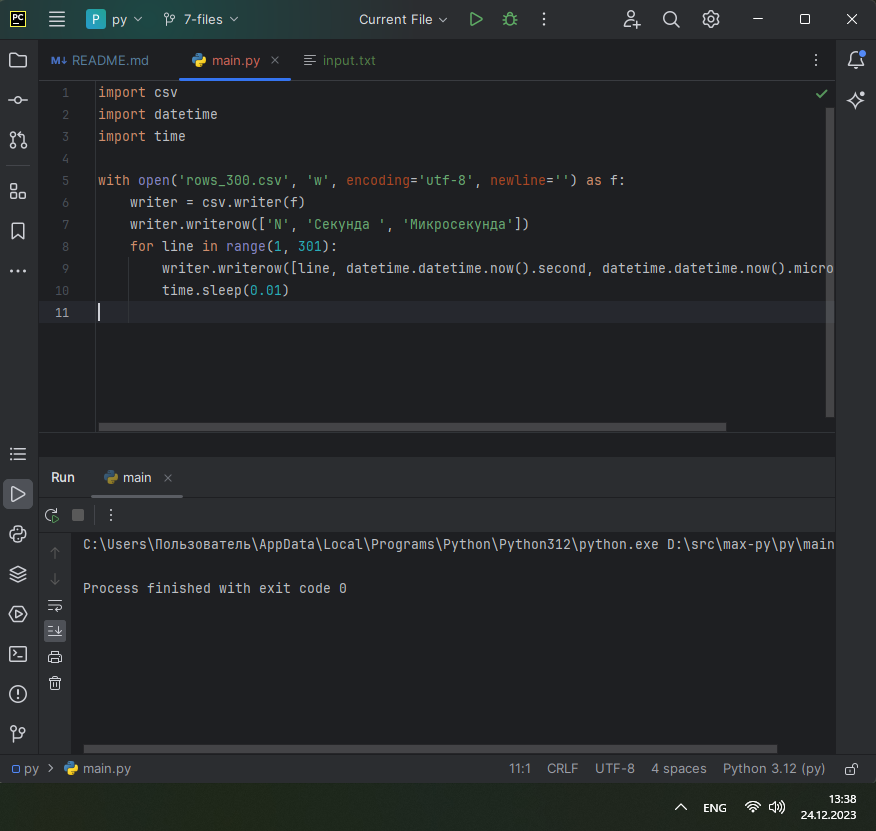 PC P py 7-files Current File
M↓ README.md main.py input.txt
1 import csv
2 import datetime
3 import time
4
5 with open('rows_300.csv', 'w', encoding='utf-8', newline='') as f:
6 writer = csv.writer(f)
7 writer.writerow(['N', 'Секунда ', 'Микросекунда'])
8 for line in range(1, 301):
9 writer.writerow([line, datetime.datetime.now().second, datetime.datetime.now().micro
10 time.sleep(0.01)
11
Run main
C:\Users\Пользователь\AppData\Local\Programs\Python\Python312\python.exe D:\src\max-py\py\main
Process finished with exit code 0
py > main.py 11:1 CRLF UTF-8 4 spaces Python 3.12 (py)
ENG 13:38
24.12.2023